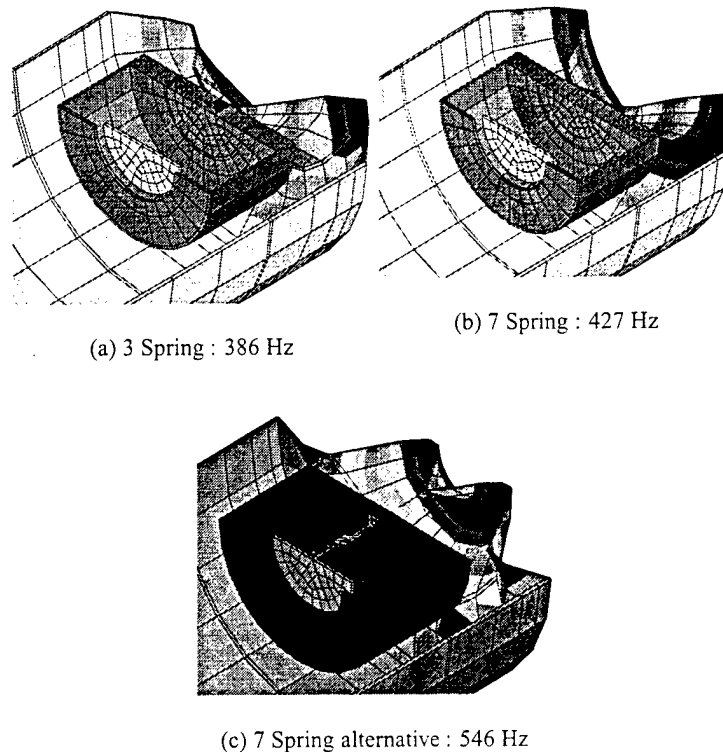 (a) 3 Spring : 386 Hz
(b) 7 Spring : 427 Hz
(c) 7 Spring alternative : 546 Hz